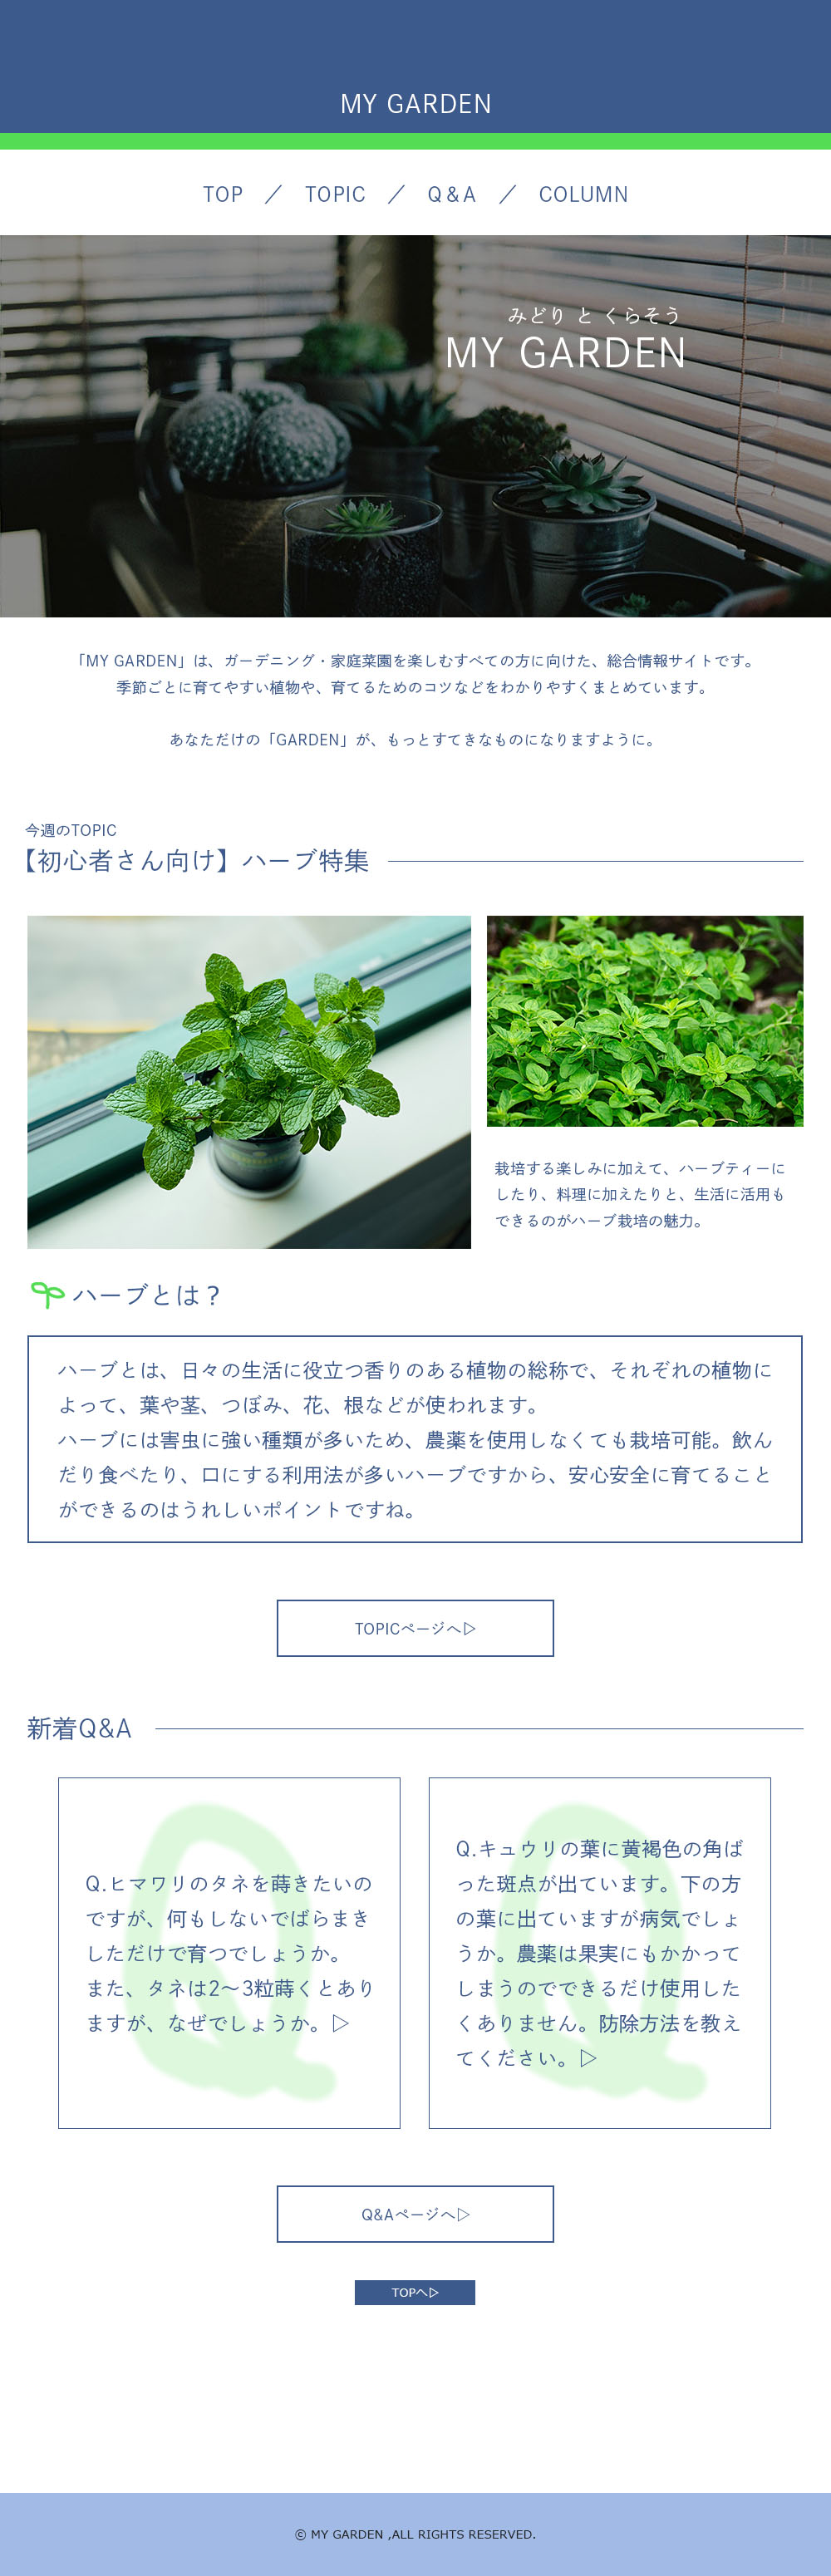 MY GARDEN
TOP ／ TOPIC ／ Q&A ／ COLUMN
みどり と くらそう
MY GARDEN
「MY GARDEN」は、ガーデニング・家庭菜園を楽しむすべての方に向けた、総合情報サイトです。
季節ごとに育てやすい植物や、育てるためのコツなどをわかりやすくまとめています。
あなただけの「GARDEN」が、もっとすてきなものになりますように。
今週のTOPIC
【初心者さん向け】ハーブ特集
栽培する楽しみに加えて、ハーブティーに
したり、料理に加えたりと、生活に活用も
できるのがハーブ栽培の魅力。
ハーブとは？
ハーブとは、日々の生活に役立つ香りのある植物の総称で、それぞれの植物に
よって、葉や茎、つぼみ、花、根などが使われます。
ハーブには害虫に強い種類が多いため、農薬を使用しなくても栽培可能。飲ん
だり食べたり、口にする利用法が多いハーブですから、安心安全に育てること
ができるのはうれしいポイントですね。
TOPICページへ▷
新着Q&A
Q.ヒマワリのタネを蒔きたいの
ですが、何もしないでばらまき
しただけで育つでしょうか。
また、タネは2〜3粒蒔くとあり
ますが、なぜでしょうか。▷
Q.キュウリの葉に黄褐色の角ば
った斑点が出ています。下の方
の葉に出ていますが病気でしょ
うか。農薬は果実にもかかって
しまうのでできるだけ使用した
くありません。防除方法を教え
てください。▷
Q&Aページへ▷
TOPへ▷
© MY GARDEN ,ALL RIGHTS RESERVED.